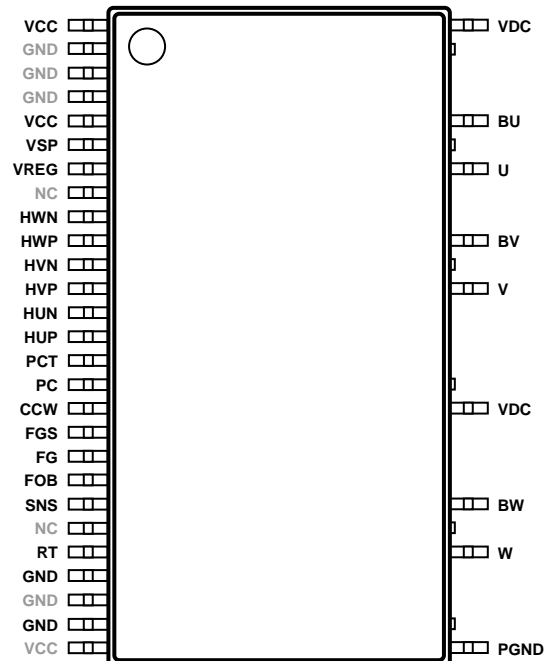 VCC
GND
GND
GND
VCC
VSP
VREG
NC
HWN
HWP
HVN
HVP
HUN
HUP
PCT
PC
CCW
FGS
FG
FOB
SNS
NC
RT
GND
GND
GND
VCC
VDC
BU
U
BV
V
VDC
BW
W
PGND